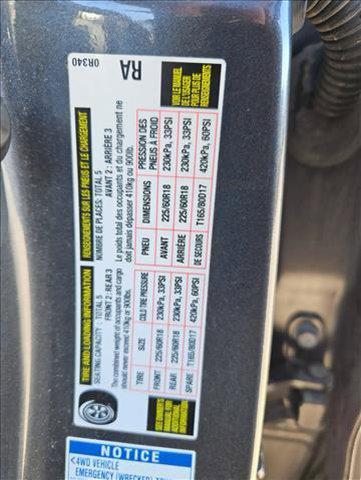 TIRE AND LOADING INFORMATION
SEATING CAPACITY : TOTAL 5
FRONT 2 : REAR 3
The combined weight of occupants and cargo
should never exceed 410kg or 900lb.
TIRE SIZE COLD TIRE PRESSURE
FRONT 225/60R18 230kPa, 33PSI
REAR 225/60R18 230kPa, 33PSI
SPARE T165/80D17 420kPa, 60PSI
SEE OWNER'S
MANUAL FOR
ADDITIONAL
INFORMATION
RENSEIGNEMENTS SUR LES PNEUS ET LE CHARGEMENT
NOMBRE DE PLACES: TOTAL 5
AVANT 2 : ARRIÈRE 3
Le poids total des occupants et du chargement ne
doit jamais dépasser 410kg ou 900lb.
PNEU DIMENSIONS PRESSION DES
PNEUS À FROID
AVANT 225/60R18 230kPa, 33PSI
ARRIÈRE 225/60R18 230kPa, 33PSI
DE SECOURS T165/80D17 420kPa, 60PSI
VOIR LE MANUEL
DE L'USAGER
POUR PLUS DE
RENSEIGNEMENTS
0R340
RA
NOTICE
<4WD VEHICLE
EMERGENCY (WRECKER)